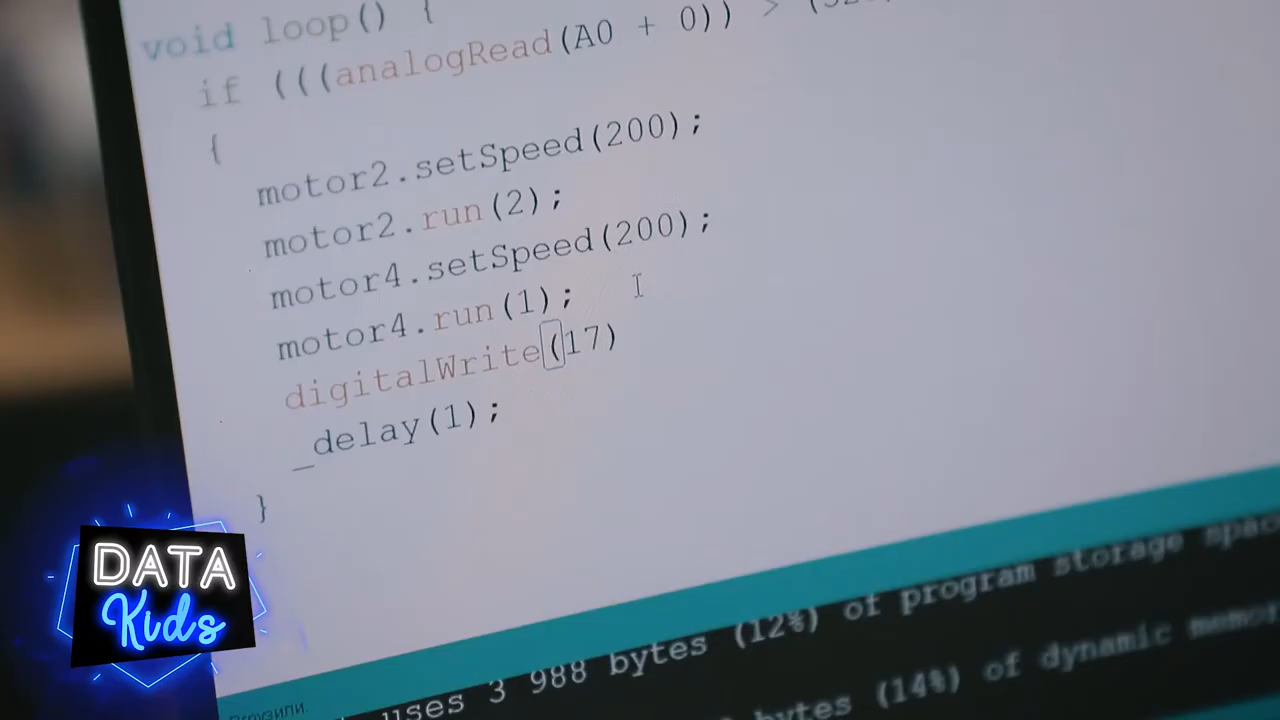 void loop() {
if (((analogRead(A0 + 0)) >
{
motor2.setSpeed(200);
motor2.run(2);
motor4.setSpeed(200);
motor4.run(1);
digitalWrite(17)
_delay(1);
}
uses 3 988 bytes (12%) of program storage
bytes (14%) of dynamic
DATA
Kids